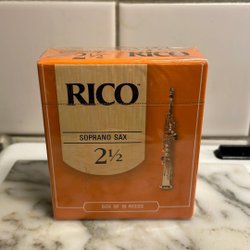 RICO
SOPRANO SAX
2½
BOX OF 10 REEDS